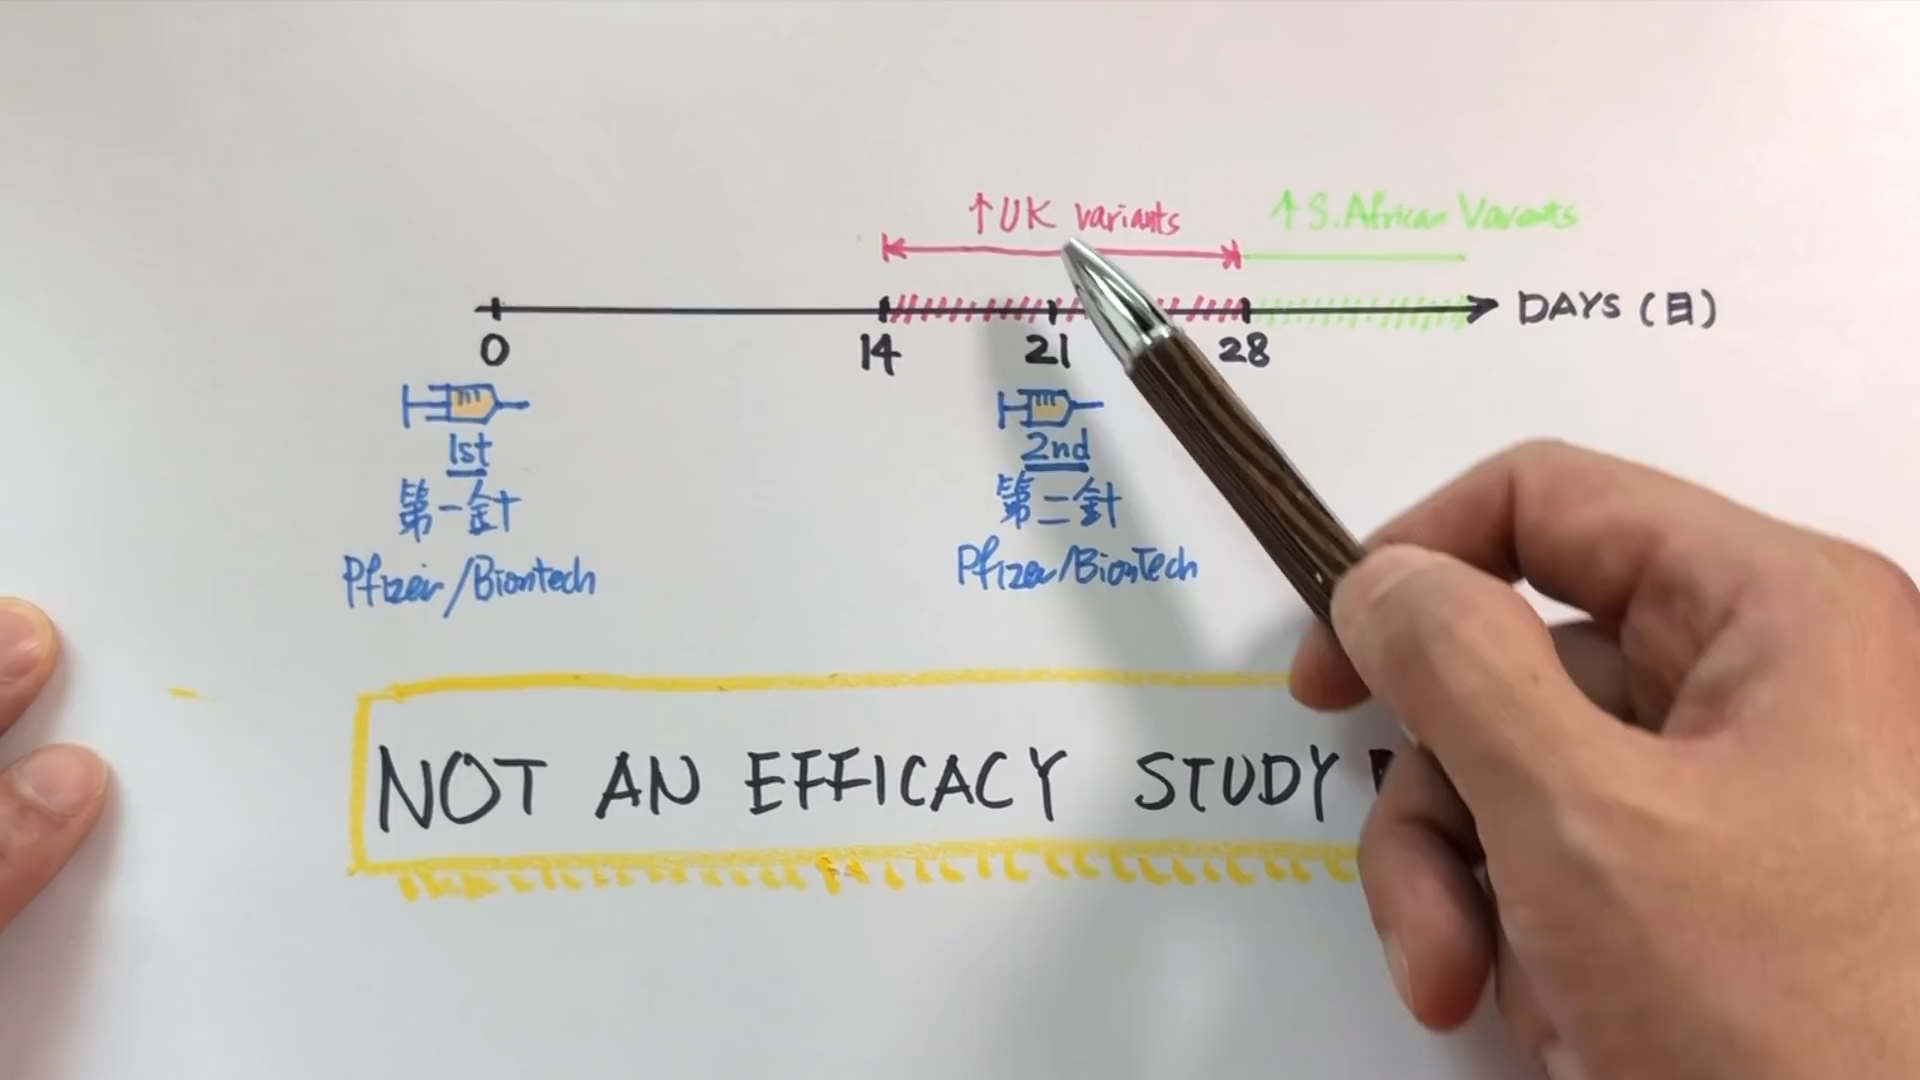 ↑UK variants
↑S.African Variants
DAYS (日)
0
14
21
28
1st
第一針
Pfizer/Biontech
2nd
第二針
Pfizer/BionTech
NOT AN EFFICACY STUDY